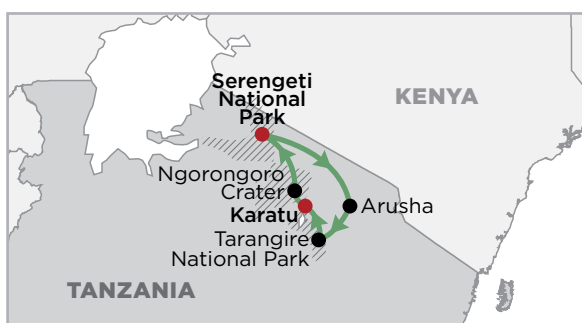 Serengeti
National
Park
KENYA
Ngorongoro
Crater
Karatu
Arusha
Tarangire
National Park
TANZANIA